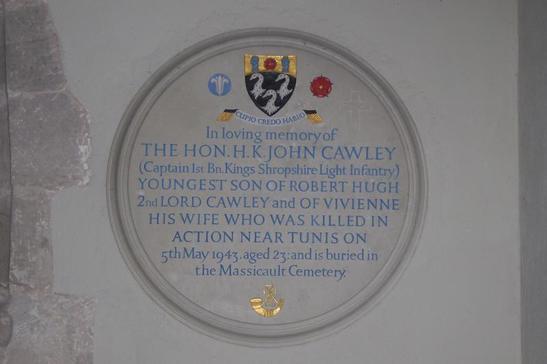 CUPIO CREDO HABEO
In loving memory of
THE HON. H.K. JOHN CAWLEY
(Captain 1st Bn. Kings Shropshire Light Infantry)
YOUNGEST SON OF ROBERT HUGH
2nd LORD CAWLEY and OF VIVIENNE
HIS WIFE WHO WAS KILLED IN
ACTION NEAR TUNIS ON
5th May 1943. aged 23: and is buried in
the Massicault Cemetery.